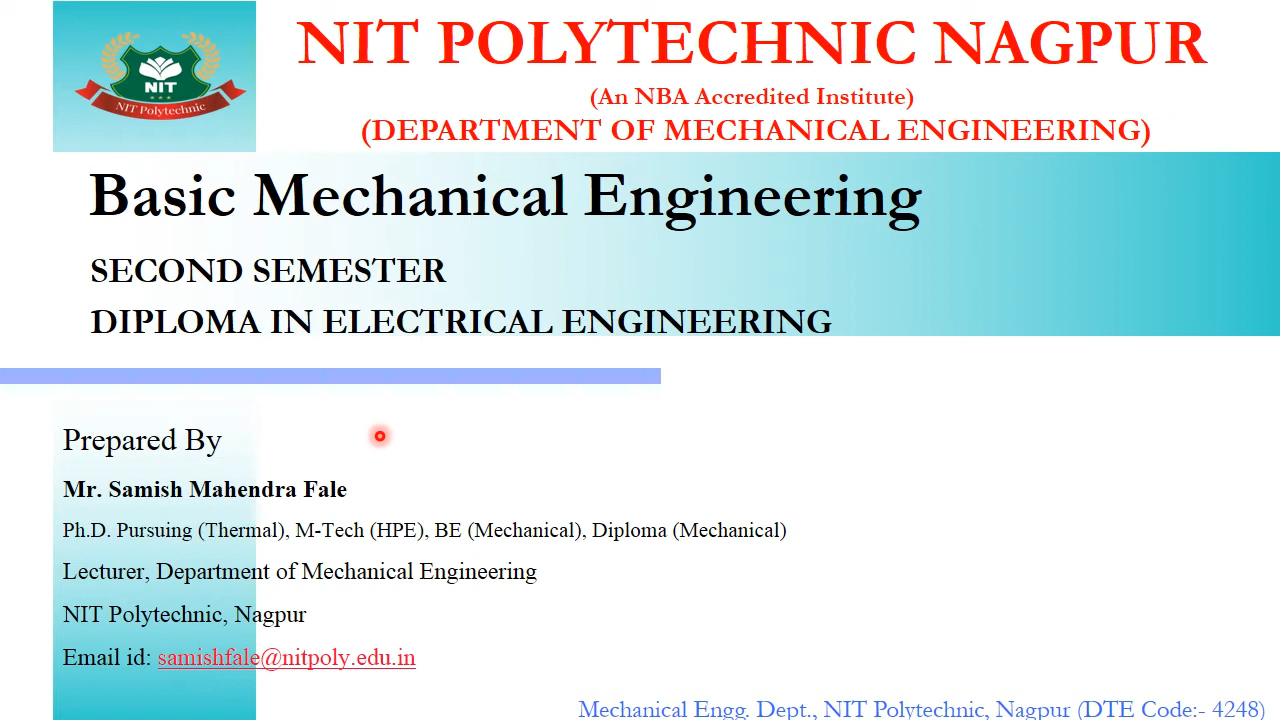 NIT POLYTECHNIC NAGPUR
(An NBA Accredited Institute)
(DEPARTMENT OF MECHANICAL ENGINEERING)
NIT
NIT Polytechnic
Basic Mechanical Engineering
SECOND SEMESTER
DIPLOMA IN ELECTRICAL ENGINEERING
Prepared By
Mr. Samish Mahendra Fale
Ph.D. Pursuing (Thermal), M-Tech (HPE), BE (Mechanical), Diploma (Mechanical)
Lecturer, Department of Mechanical Engineering
NIT Polytechnic, Nagpur
Email id: samishfale@nitpoly.edu.in
Mechanical Engg. Dept., NIT Polytechnic, Nagpur (DTE Code:- 4248)